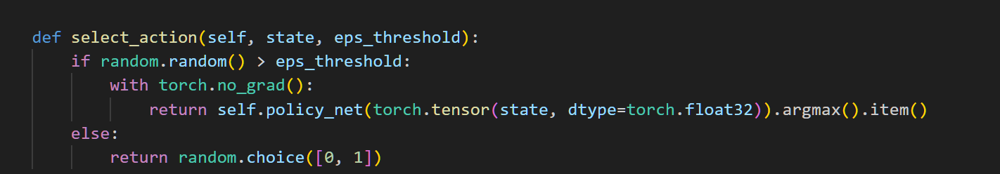 def select_action(self, state, eps_threshold):
    if random.random() > eps_threshold:
        with torch.no_grad():
            return self.policy_net(torch.tensor(state, dtype=torch.float32)).argmax().item()
    else:
        return random.choice([0, 1])